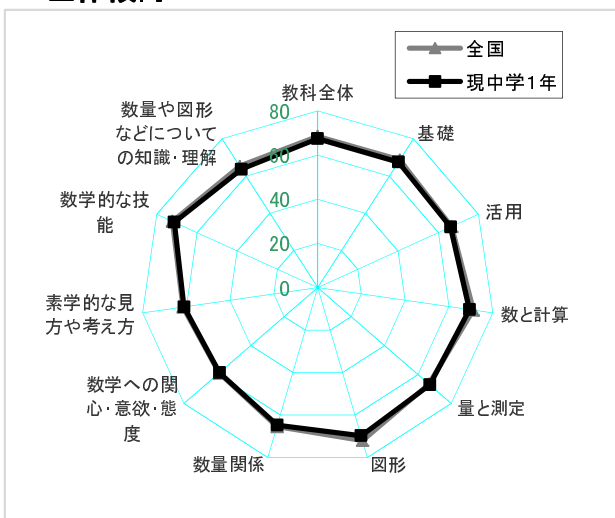 全国
現中学1年
教科全体
基礎
活用
数と計算
量と測定
図形
数量関係
数学への関
心・意欲・態
度
素学的な見
方や考え方
数学的な技
能
数量や図形
などについて
の知識・理解
80
60
40
20
0